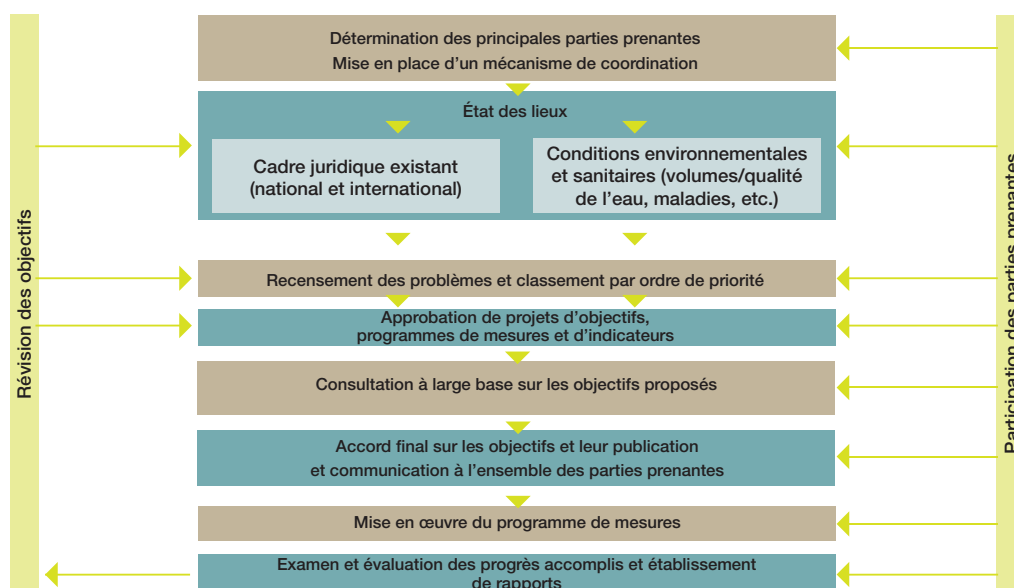 Détermination des principales parties prenantes
Mise en place d'un mécanisme de coordination
État des lieux
Cadre juridique existant
(national et international)
Conditions environnementales
et sanitaires (volumes/qualité
de l'eau, maladies, etc.)
Recensement des problèmes et classement par ordre de priorité
Approbation de projets d'objectifs,
programmes de mesures et d'indicateurs
Consultation à large base sur les objectifs proposés
Accord final sur les objectifs et leur publication
et communication à l'ensemble des parties prenantes
Mise en œuvre du programme de mesures
Examen et évaluation des progrès accomplis et établissement
de rapports
Révision des objectifs
Participation des parties prenantes